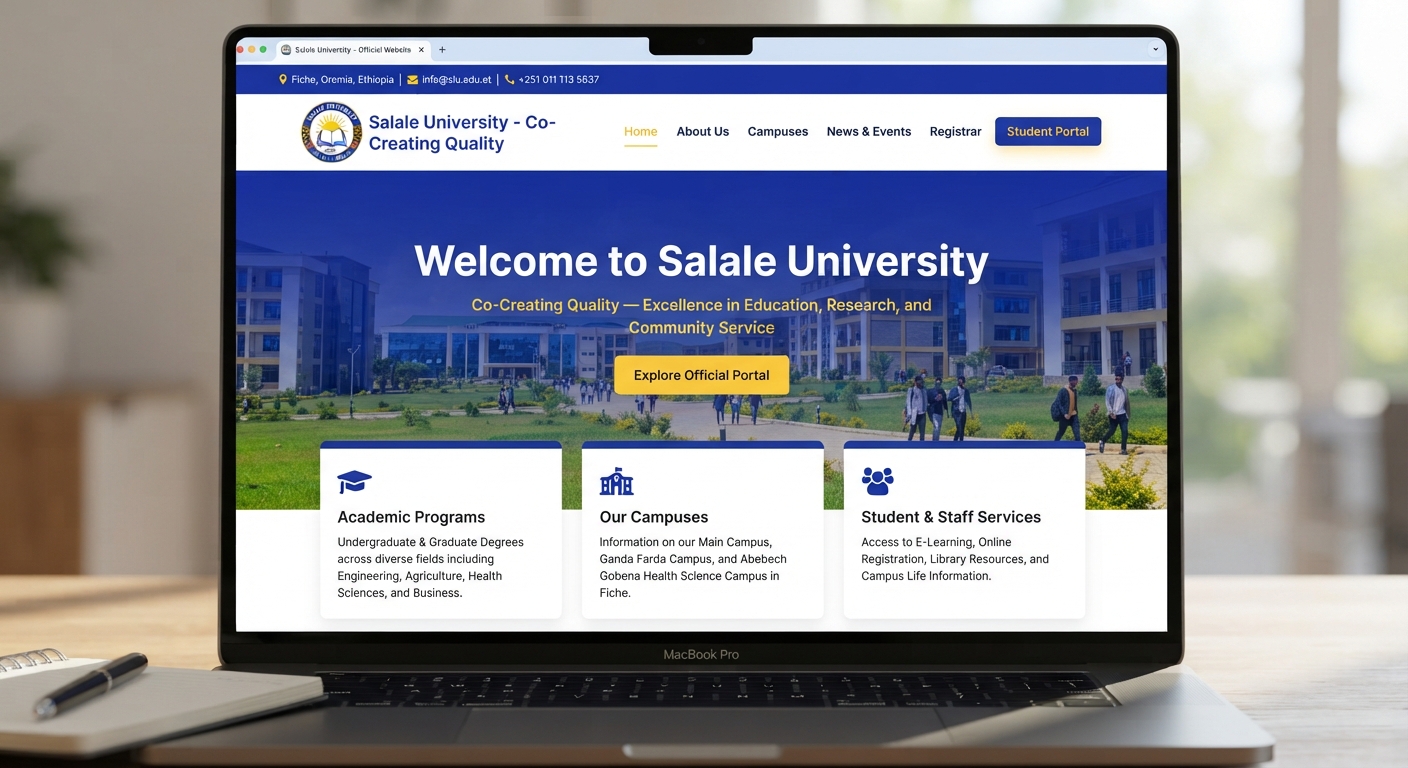 Salale University - Official Website
Fiche, Oremia, Ethiopia | info@slu.adu.et | +251 011 113 5637
Salale University - Co-
Creating Quality
Home About Us Campuses News & Events Registrar Student Portal
Welcome to Salale University
Co-Creating Quality — Excellence in Education, Research, and
Community Service
Explore Official Portal
Academic Programs
Undergraduate & Graduate Degrees
across diverse fields including
Engineering, Agriculture, Health
Sciences, and Business.
Our Campuses
Information on our Main Campus,
Ganda Farda Campus, and Abebech
Gobena Health Science Campus in
Fiche.
Student & Staff Services
Access to E-Learning, Online
Registration, Library Resources, and
Campus Life Information.
MacBook Pro